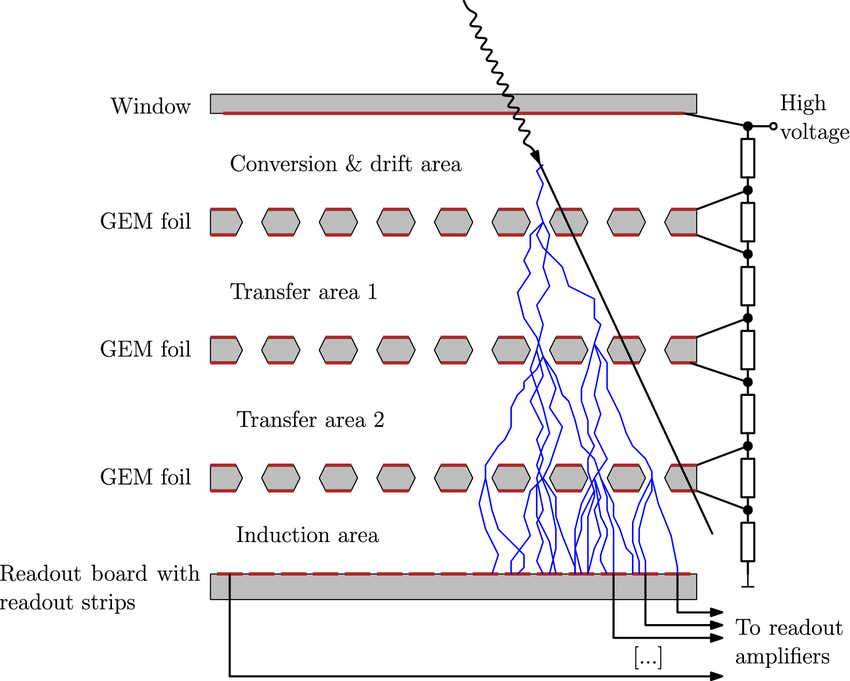 High
voltage
Window
Conversion & drift area
GEM foil
Transfer area 1
GEM foil
Transfer area 2
GEM foil
Induction area
Readout board with
readout strips
To readout
amplifiers
[...]